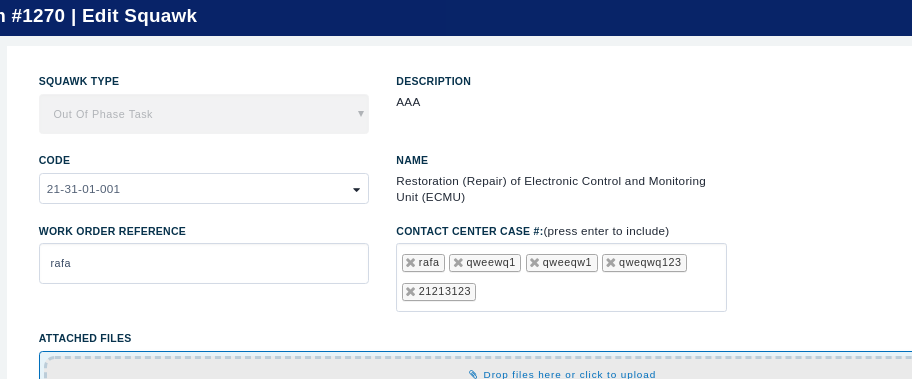 #1270 | Edit Squawk
SQUAWK TYPE
Out Of Phase Task
DESCRIPTION
AAA
CODE
21-31-01-001
NAME
Restoration (Repair) of Electronic Control and Monitoring
Unit (ECMU)
WORK ORDER REFERENCE
rafa
CONTACT CENTER CASE #:(press enter to include)
rafa qweewq1 qweeqw1 qweqwq123
21213123
ATTACHED FILES
Drop files here or click to upload